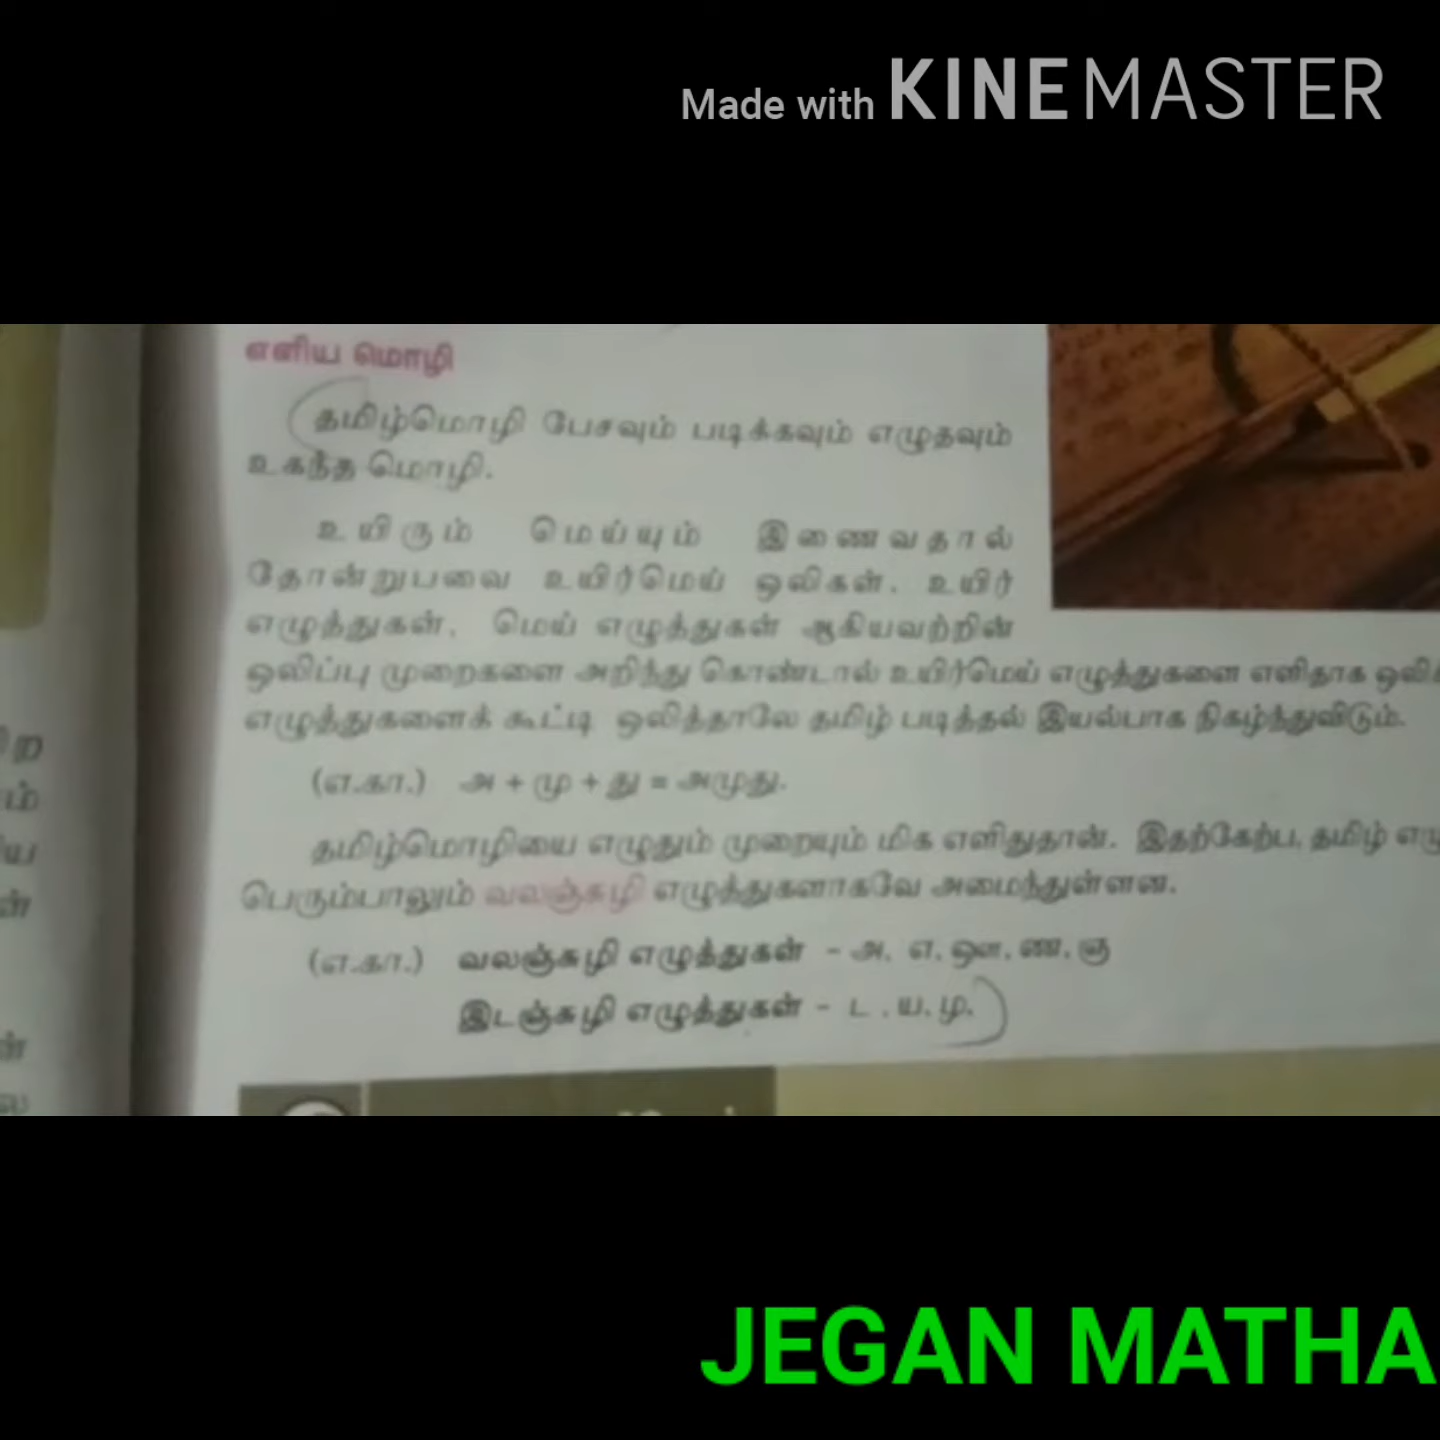 Made with KINEMASTER
எளிய மொழி
தமிழ்மொழி பேசவும் படிக்கவும் எழுதவும்
உகந்த மொழி.
உயிரும் மெய்யும் இணைவதால்
தோன்றுபவை உயிர்மெய் ஒலிகள். உயிர்
எழுத்துகள், மெய் எழுத்துகள் ஆகியவற்றின்
ஒலிப்பு முறைகளை அறிந்து கொண்டால் உயிர்மெய் எழுத்துகளை எளிதாக
எழுத்துகளைக் கூட்டி ஒலித்தாலே தமிழ் படித்தல் இயல்பாக நிகழ்ந்துவிடும்.
(எ.கா.) அ + மு + து = அமுது.
தமிழ்மொழியை எழுதும் முறையும் மிக எளிதுதான். இதற்கேற்ப, தமிழ்
பெரும்பாலும் வலஞ்சுழி எழுத்துகளாகவே அமைந்துள்ளன.
(எ.கா.) வலஞ்சுழி எழுத்துகள் - அ, எ, ஔ, ண, ஞ
இடஞ்சுழி எழுத்துகள் - ட, ய, ழ.
JEGAN MATHA